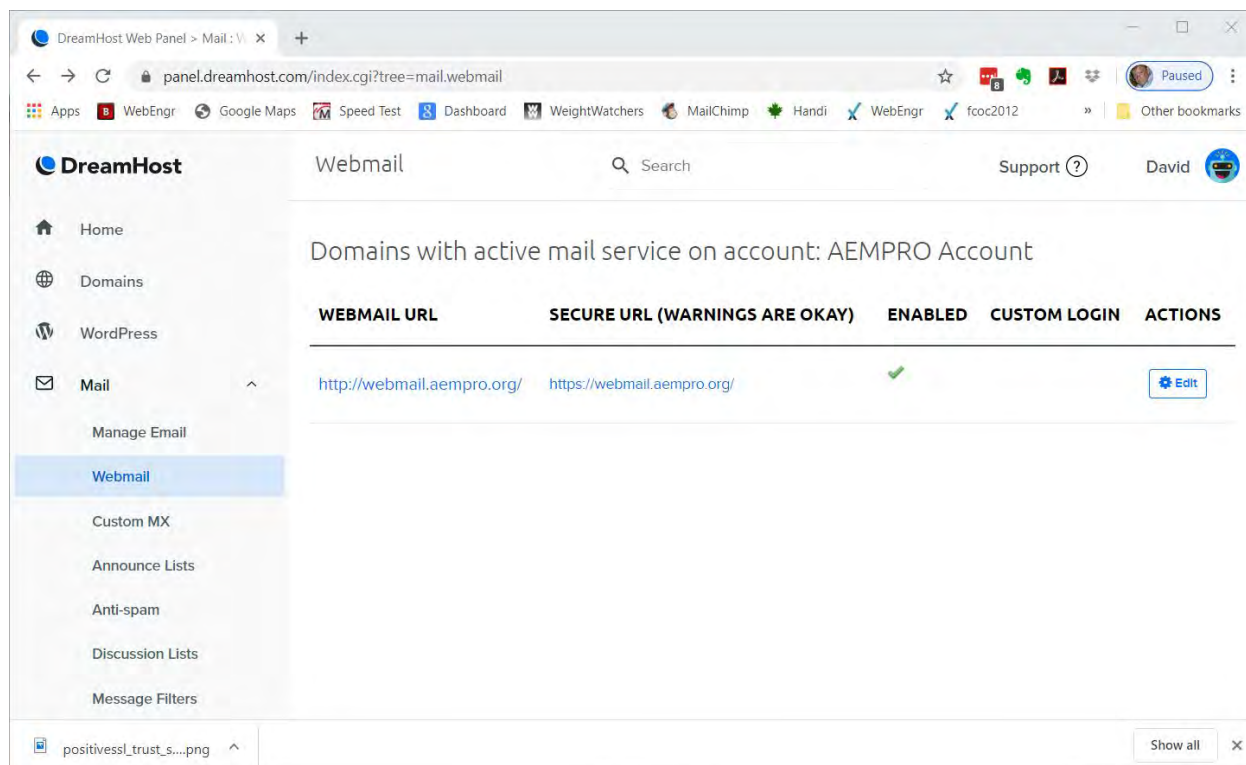 DreamHost Web Panel > Mail : W
panel.dreamhost.com/index.cgi?tree=mail.webmail
8
Paused
Apps
B WebEngr
Google Maps
Speed Test
8 Dashboard
WeightWatchers
MailChimp
Handi
WebEngr
fcoc2012
»
Other bookmarks
DreamHost
Webmail
Search
Support ?
David
Home
Domains
WordPress
Mail
Manage Email
Webmail
Custom MX
Announce Lists
Anti-spam
Discussion Lists
Message Filters
Domains with active mail service on account: AEMPRO Account
WEBMAIL URL SECURE URL (WARNINGS ARE OKAY) ENABLED CUSTOM LOGIN ACTIONS
http://webmail.aempro.org/ https://webmail.aempro.org/ Edit
positivessl_trust_s....png
Show all